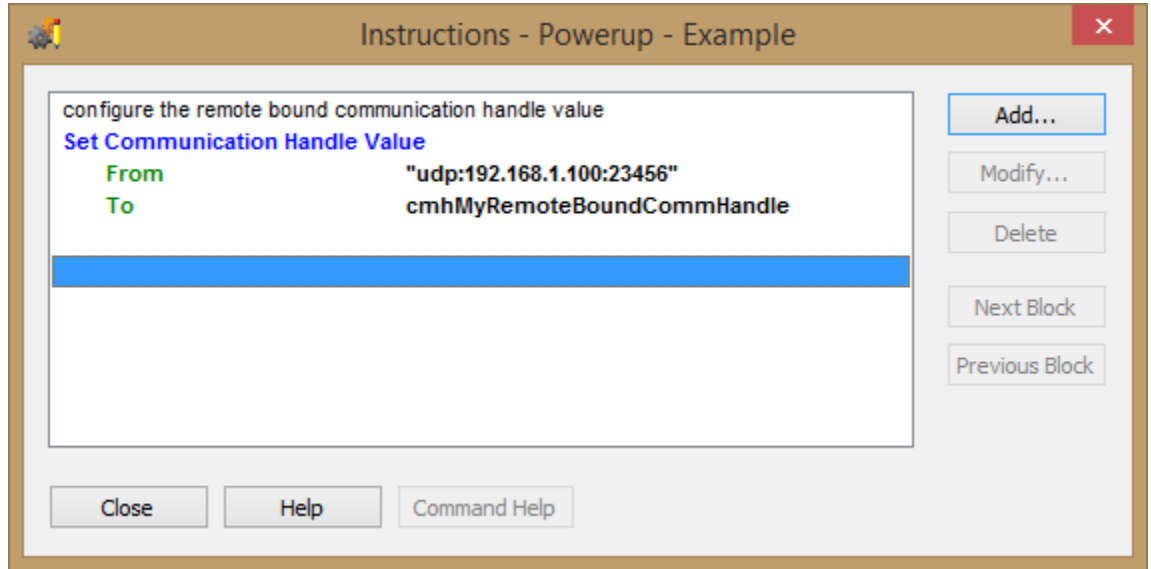 Instructions - Powerup - Example
configure the remote bound communication handle value
Set Communication Handle Value
From "udp:192.168.1.100:23456"
To cmhMyRemoteBoundCommHandle
Add...
Modify...
Delete
Next Block
Previous Block
Close Help Command Help